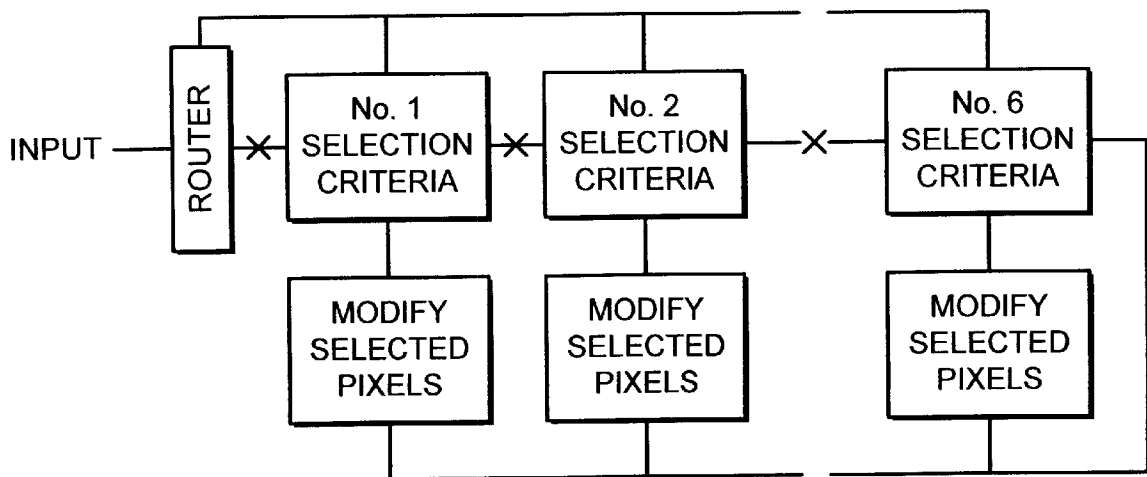 INPUT
ROUTER
No. 1
SELECTION
CRITERIA
No. 2
SELECTION
CRITERIA
No. 6
SELECTION
CRITERIA
MODIFY
SELECTED
PIXELS
MODIFY
SELECTED
PIXELS
MODIFY
SELECTED
PIXELS